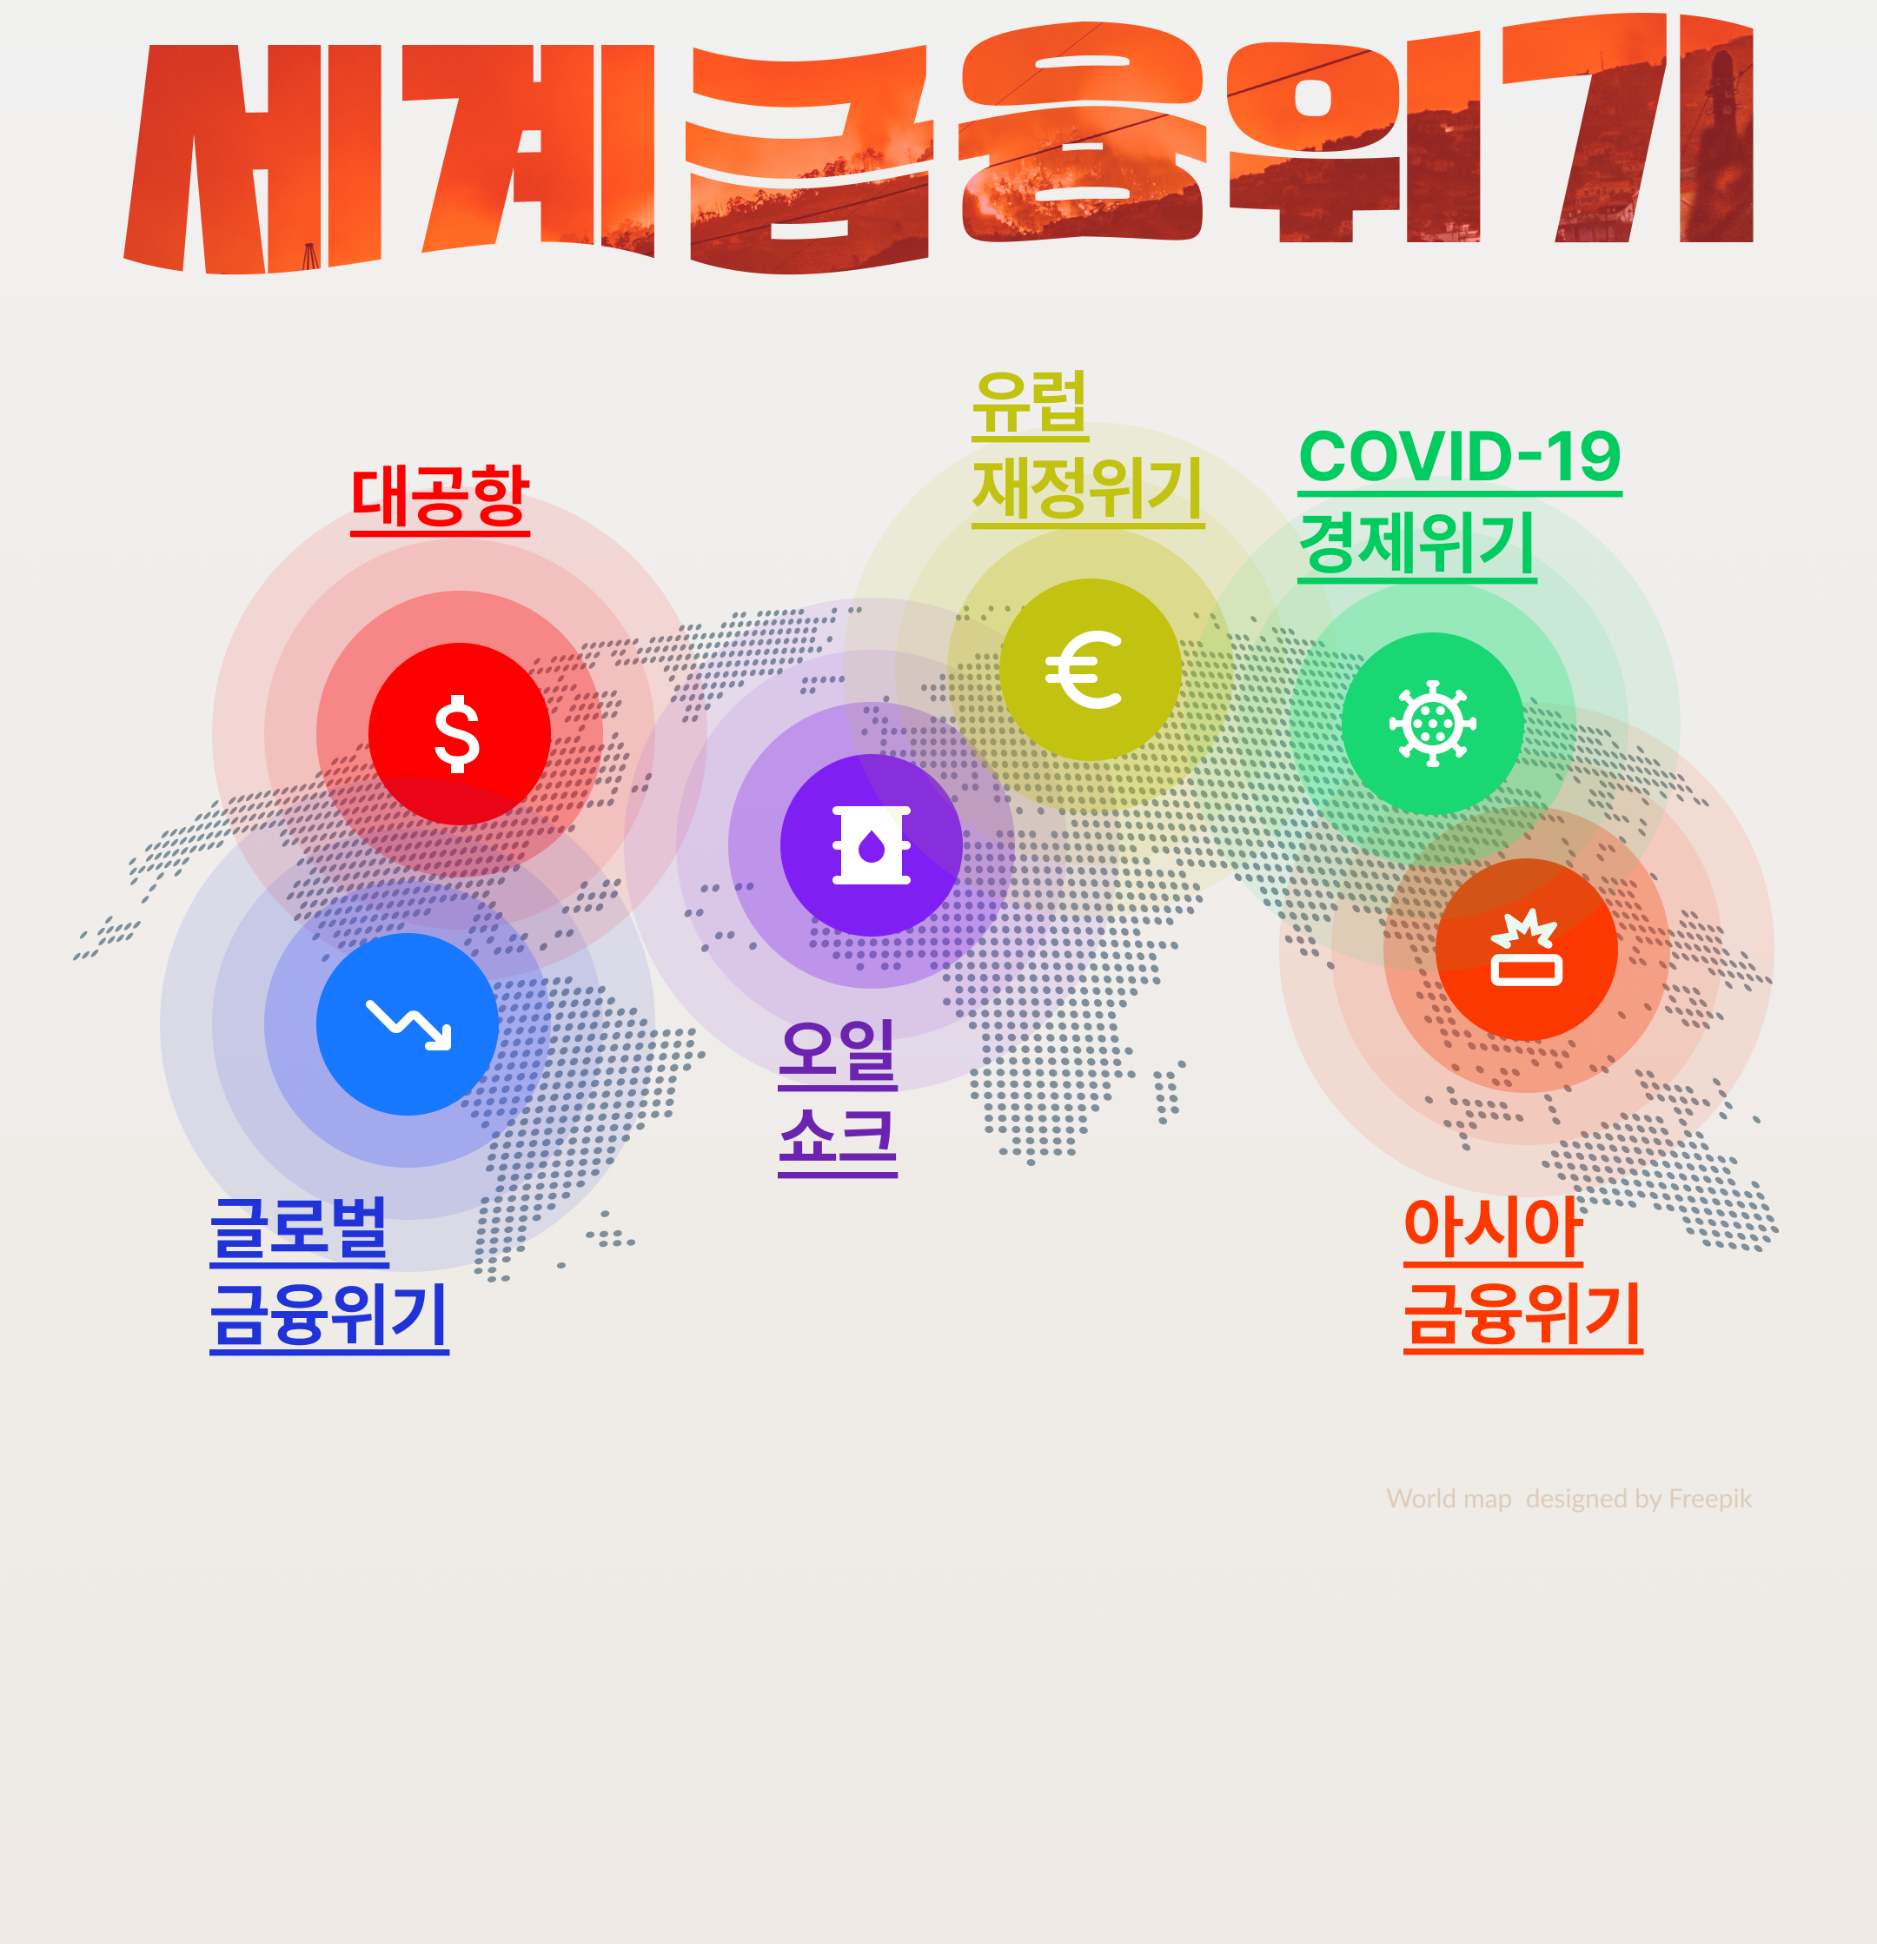 세계금융위기
유럽
재정위기
COVID-19
경제위기
대공항
오일
쇼크
글로벌
금융위기
아시아
금융위기
World map designed by Freepik